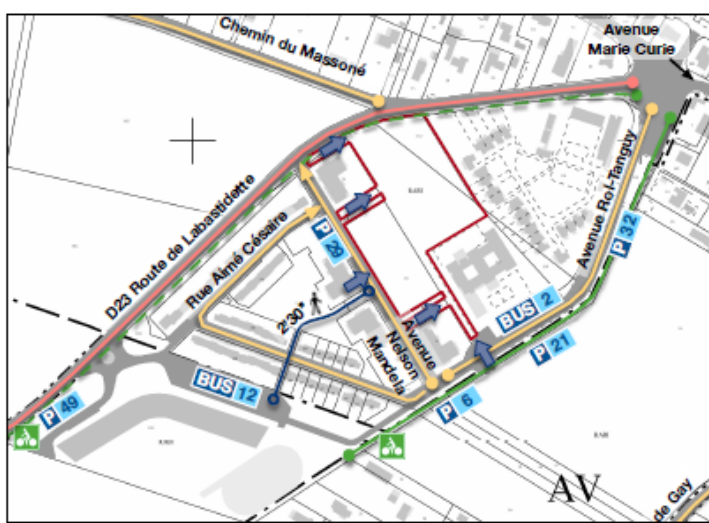 Avenue
Marie Curie
Chemin du Massoné
D23 Route de Labastidette
Rue Aimé Césaire
P 29
2'30"
Avenue
Nelson
Mandela
Avenue Rol-Tanguy
P 32
BUS 2
P 21
BUS 12
P 49
P 6
AV
de Gay